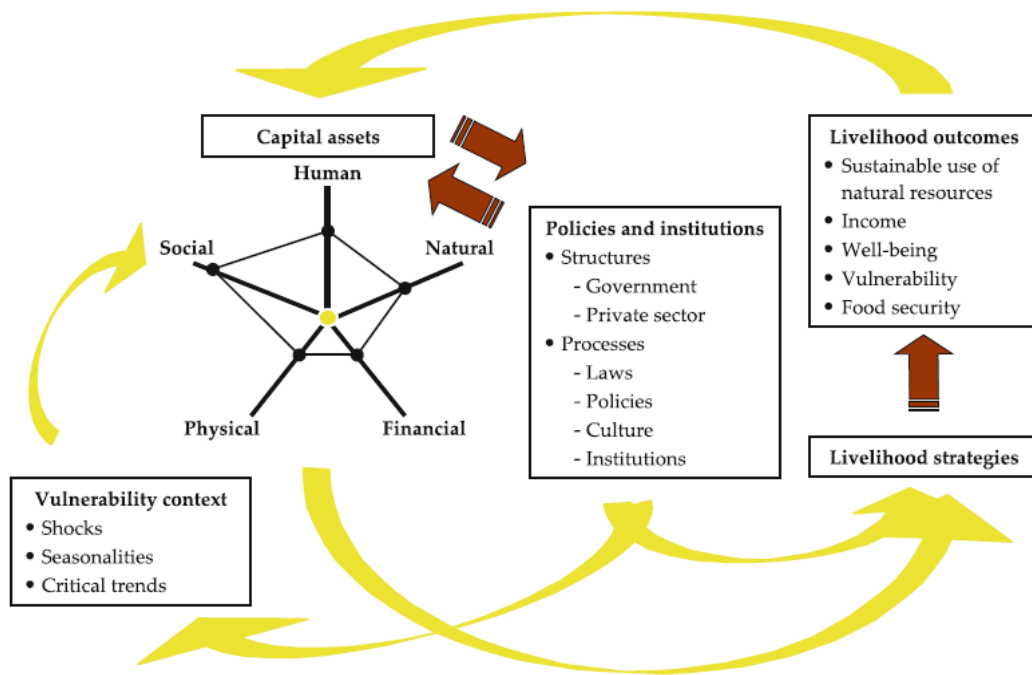 Capital assets
Human
Social
Natural
Physical
Financial
Vulnerability context
• Shocks
• Seasonalities
• Critical trends
Policies and institutions
• Structures
- Government
- Private sector
• Processes
- Laws
- Policies
- Culture
- Institutions
Livelihood outcomes
• Sustainable use of
natural resources
• Income
• Well-being
• Vulnerability
• Food security
Livelihood strategies